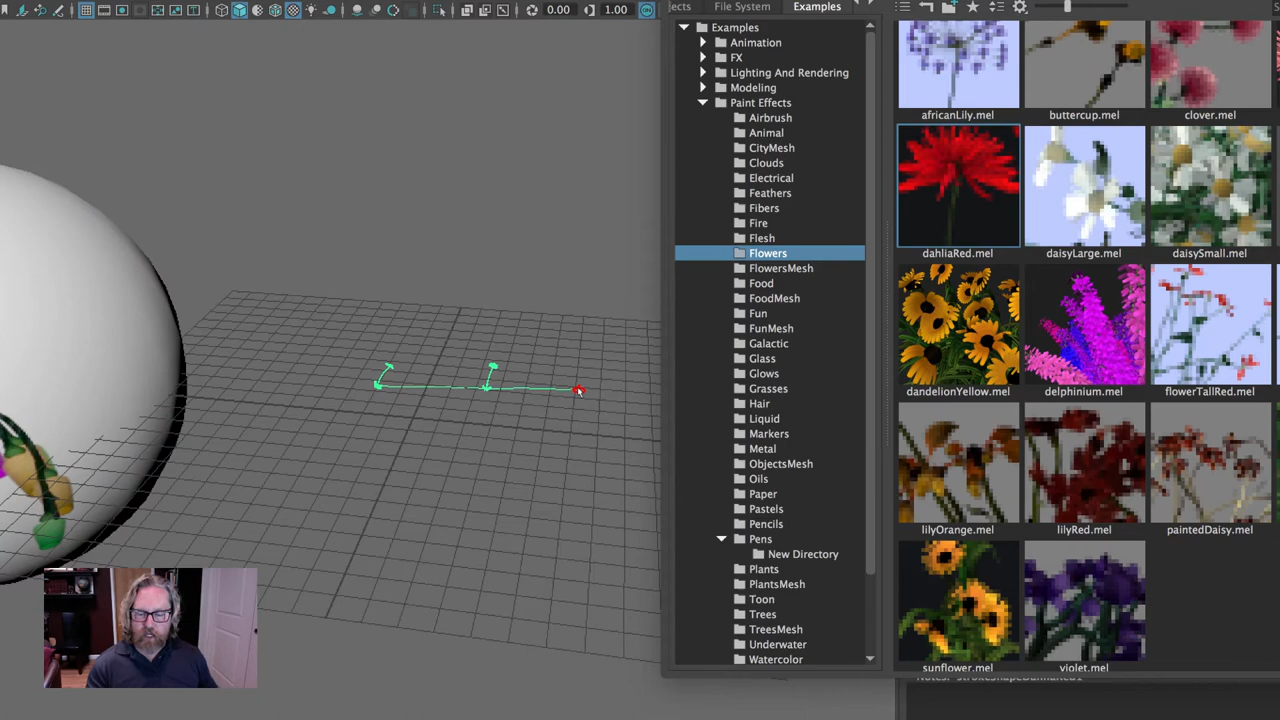 0.00
1.00
ON
jects
File System
Examples
Examples
Animation
FX
Lighting And Rendering
Modeling
Paint Effects
Airbrush
Animal
CityMesh
Clouds
Electrical
Feathers
Fibers
Fire
Flesh
Flowers
FlowersMesh
Food
FoodMesh
Fun
FunMesh
Galactic
Glass
Glows
Grasses
Hair
Liquid
Markers
Metal
ObjectsMesh
Oils
Paper
Pastels
Pencils
Pens
New Directory
Plants
PlantsMesh
Toon
Trees
TreesMesh
Underwater
Watercolor
africanLily.mel
buttercup.mel
clover.mel
dahliaRed.mel
daisyLarge.mel
daisySmall.mel
dandelionYellow.mel
delphinium.mel
flowerTallRed.mel
lilyOrange.mel
lilyRed.mel
paintedDaisy.mel
sunflower.mel
violet.mel